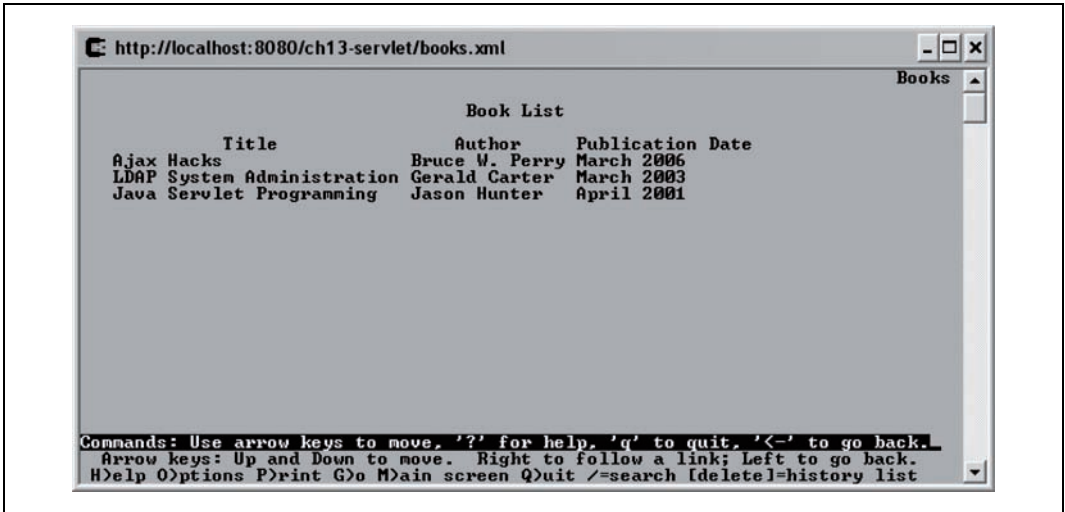 http://localhost:8080/ch13-servlet/books.xml
Books
Book List
Title Author Publication Date
Ajax Hacks Bruce W. Perry March 2006
LDAP System Administration Gerald Carter March 2003
Java Servlet Programming Jason Hunter April 2001
Commands: Use arrow keys to move, '?' for help, 'q' to quit, '<-' to go back.
Arrow keys: Up and Down to move. Right to follow a link; Left to go back.
H)elp O)ptions P)rint G)o M)ain screen Q)uit /=search [delete]=history list